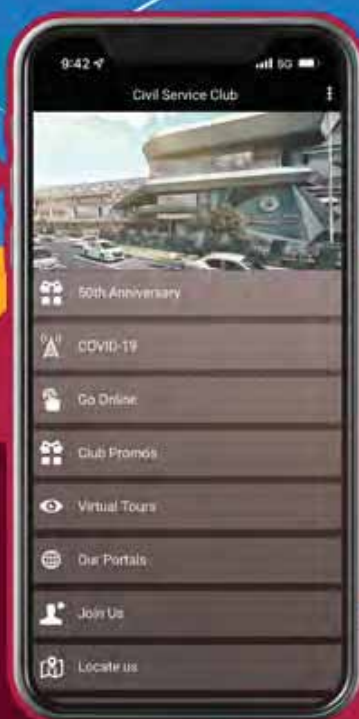 9:42
5G
Civil Service Club
50th Anniversary
COVID-19
Go Online
Club Promos
Virtual Tours
Our Portals
Join Us
Locate us